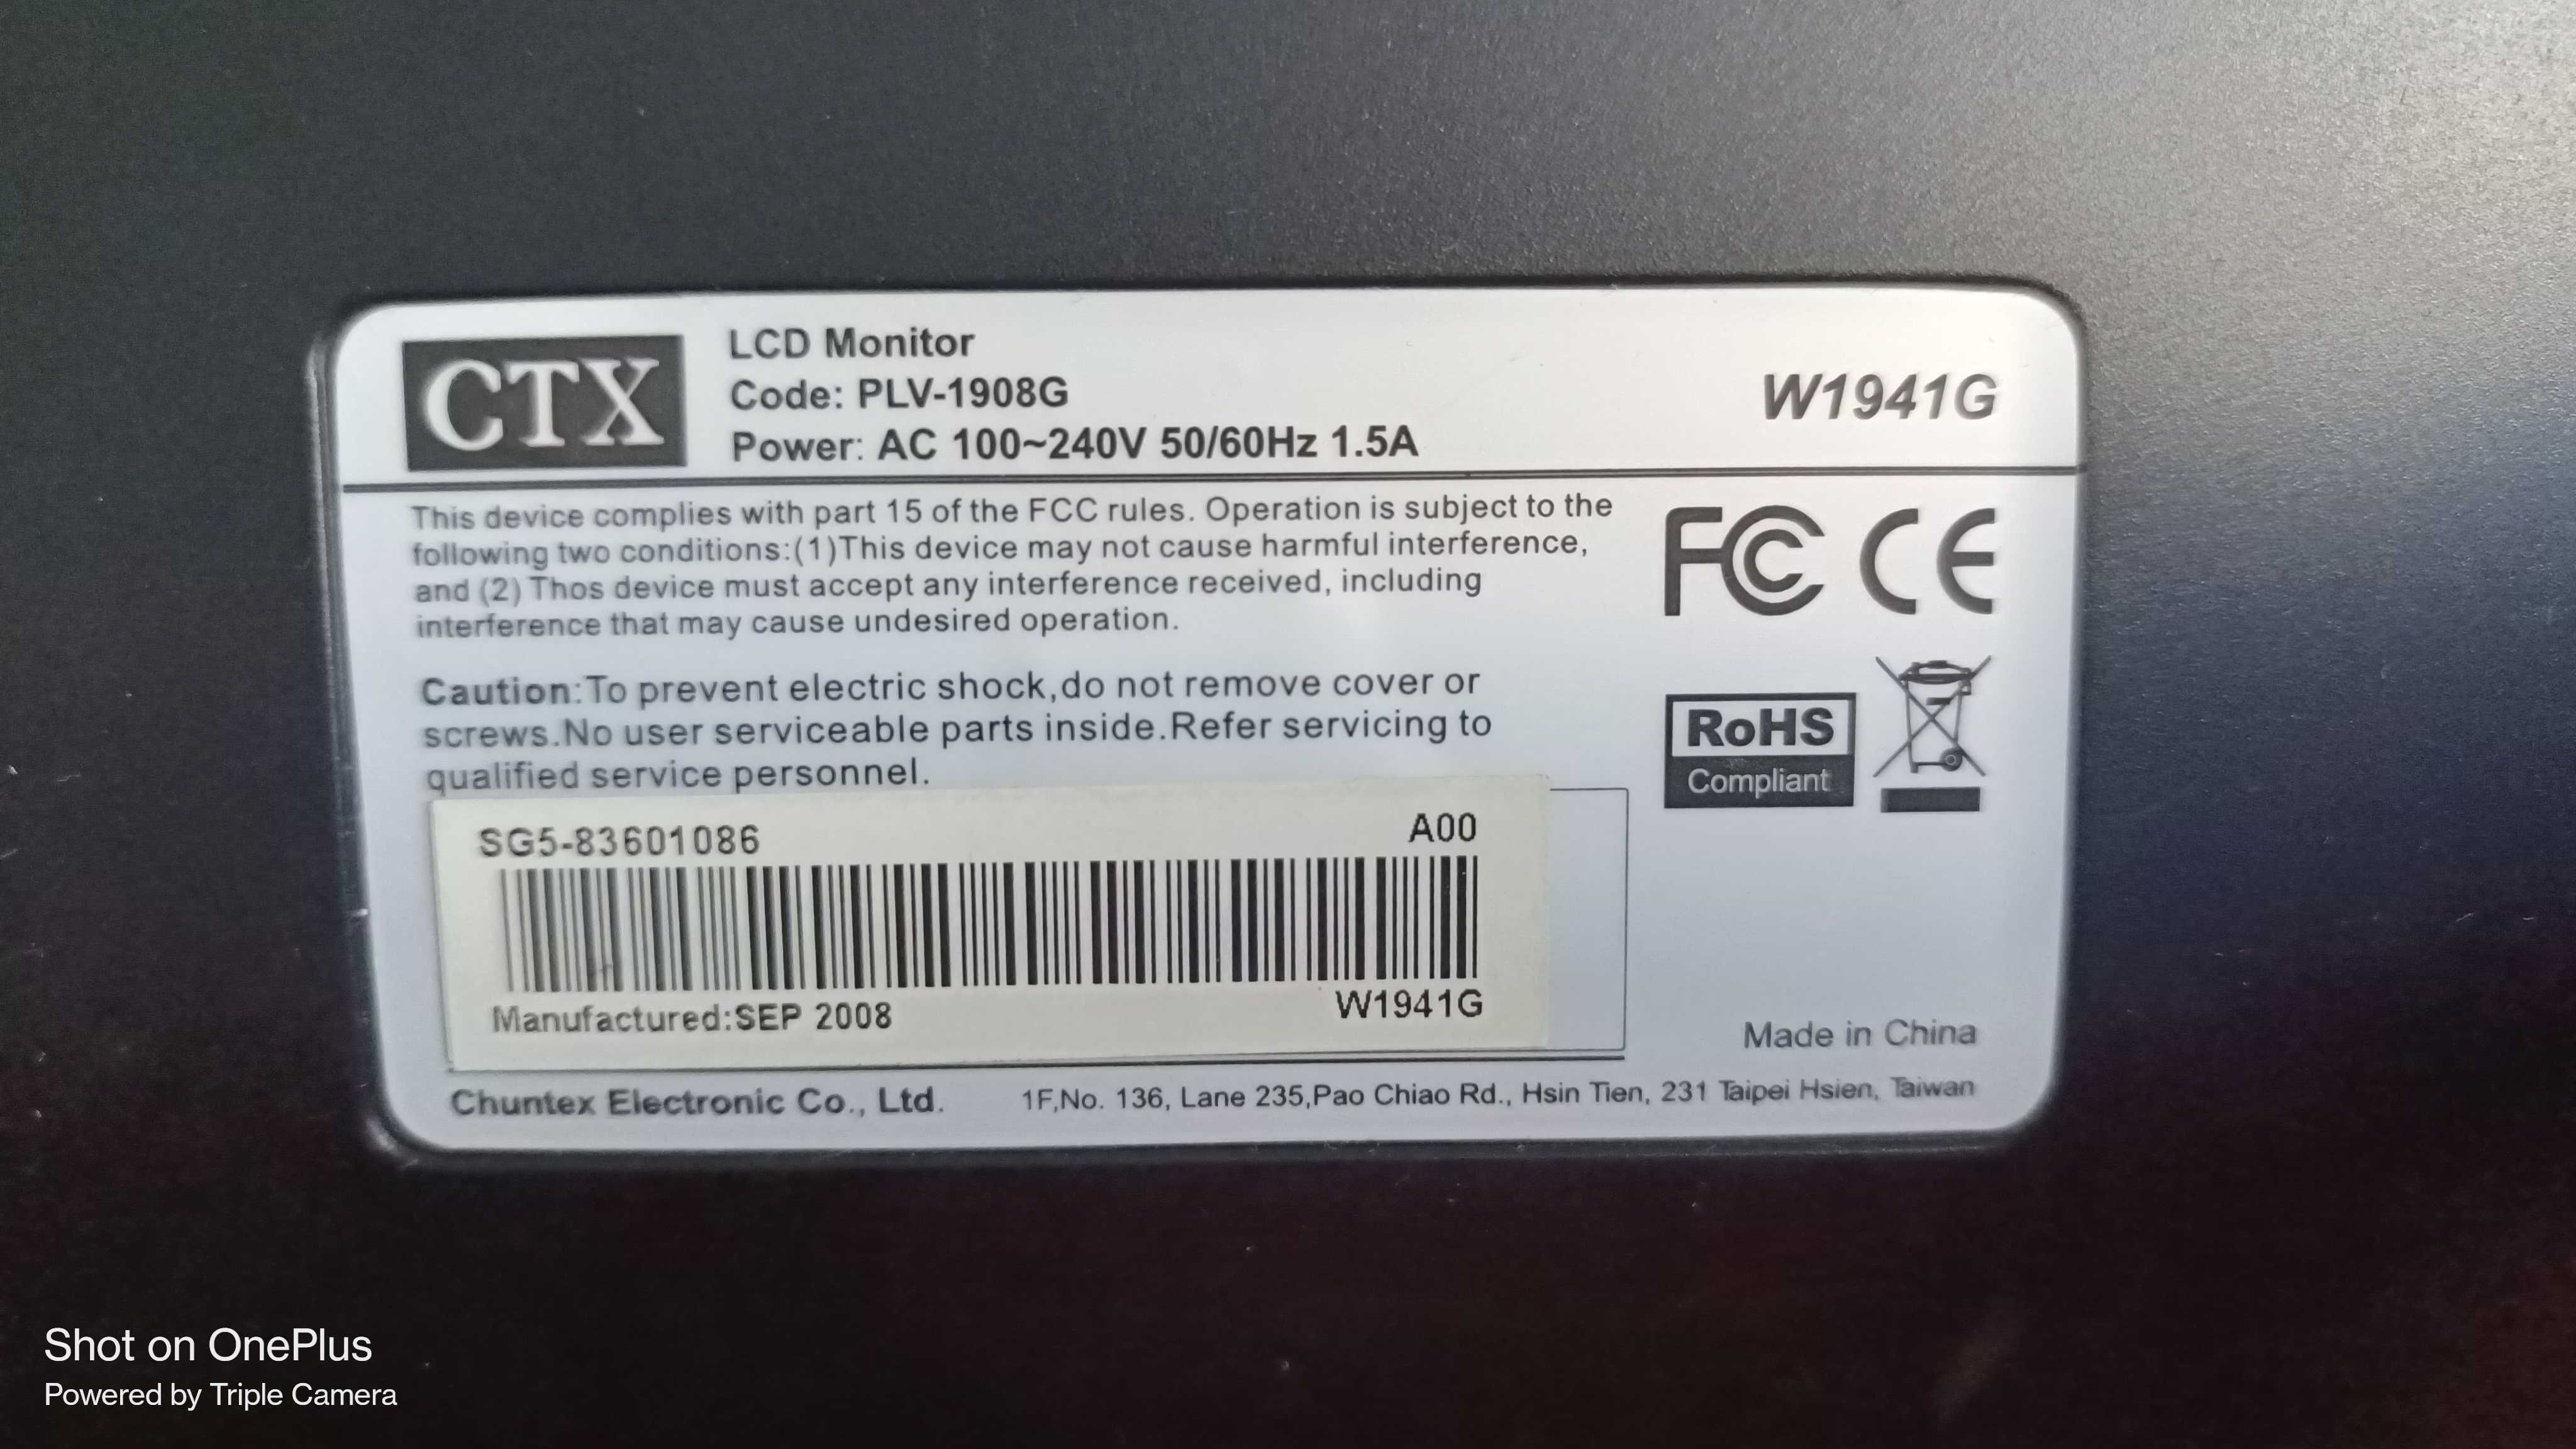 CTX
LCD Monitor
Code: PLV-1908G
Power: AC 100~240V 50/60Hz 1.5A
W1941G
This device complies with part 15 of the FCC rules. Operation is subject to the
following two conditions:(1)This device may not cause harmful interference,
and (2) Thos device must accept any interference received, including
interference that may cause undesired operation.
FC CE
Caution:To prevent electric shock,do not remove cover or
screws.No user serviceable parts inside.Refer servicing to
qualified service personnel.
RoHS
Compliant
SG5-83601086 A00
Manufactured:SEP 2008 W1941G
Made in China
Chuntex Electronic Co., Ltd. 1F,No. 136, Lane 235,Pao Chiao Rd., Hsin Tien, 231 Taipei Hsien, Taiwan
Shot on OnePlus
Powered by Triple Camera